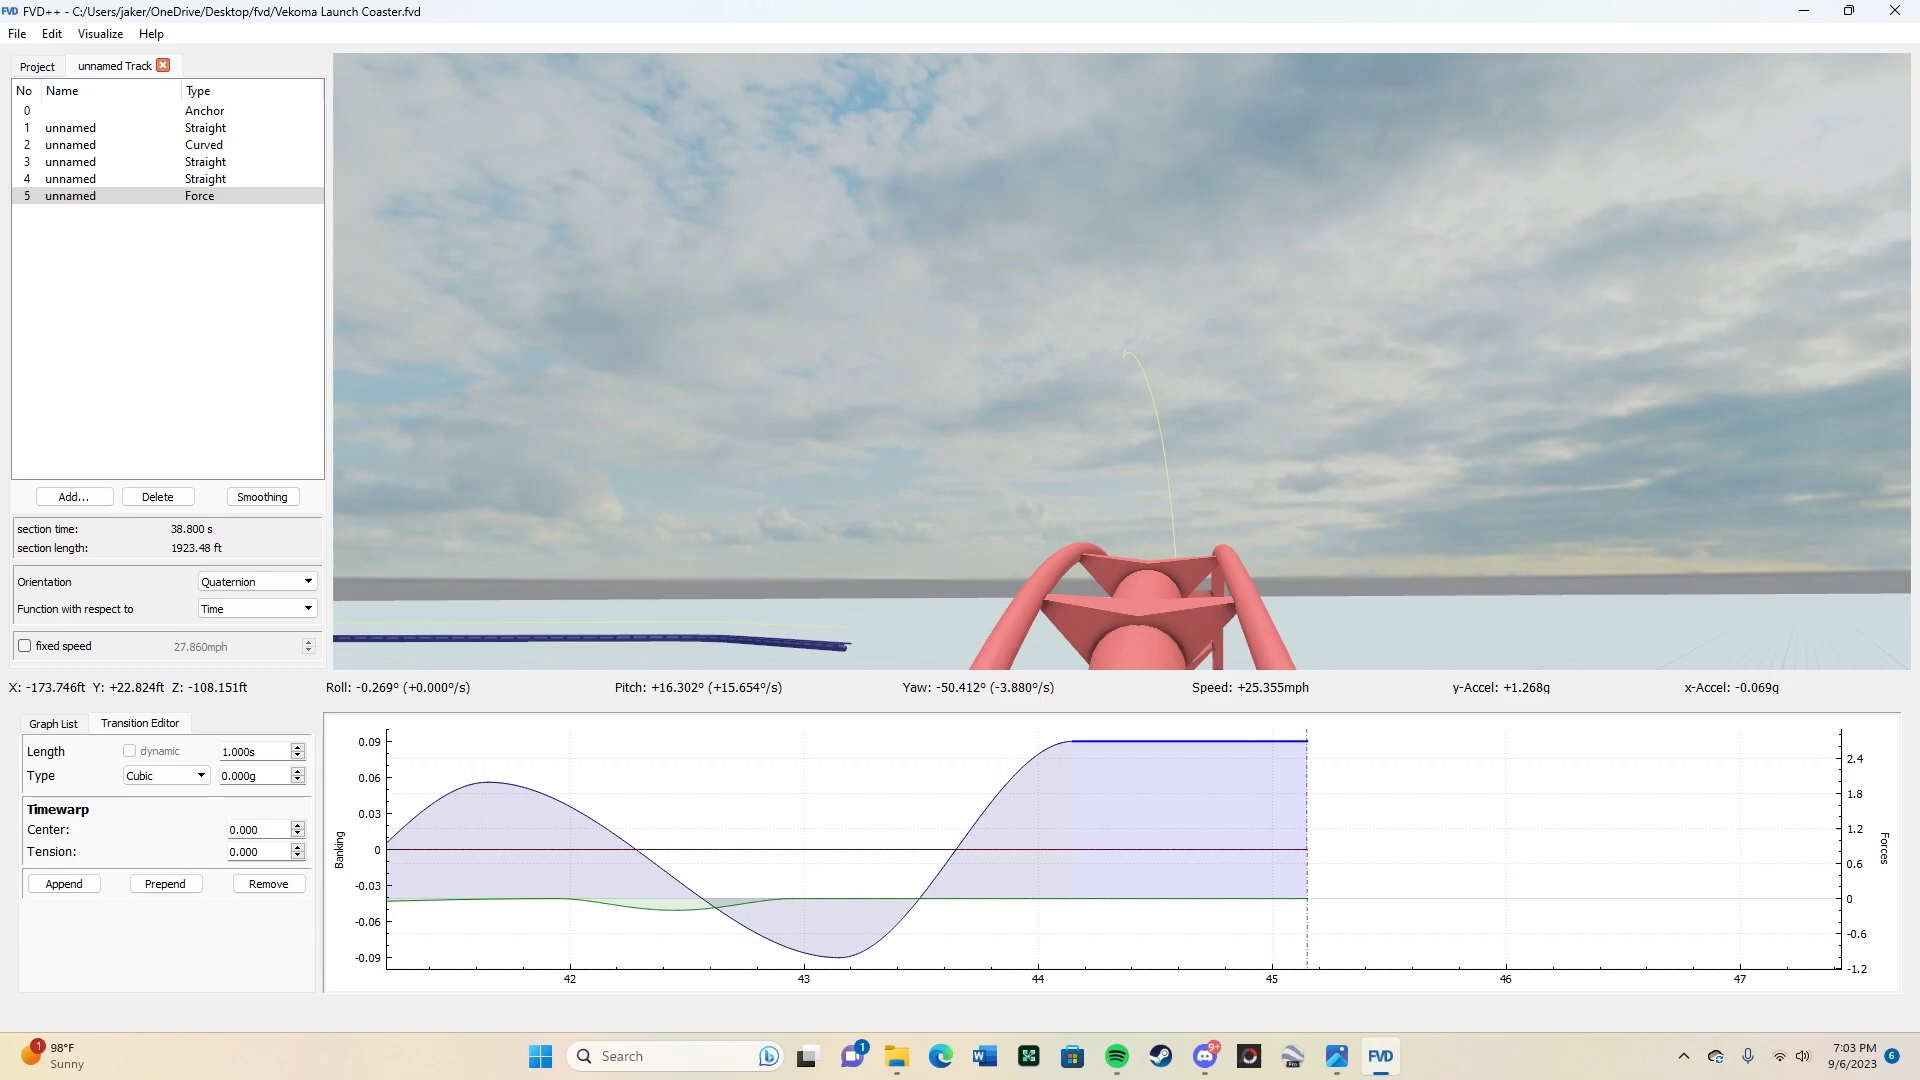 FVD FVD++ - C:/Users/jaker/OneDrive/Desktop/fvd/Vekoma Launch Coaster.fvd
File Edit Visualize Help
Project unnamed Track
No Name Type
0 Anchor
1 unnamed Straight
2 unnamed Curved
3 unnamed Straight
4 unnamed Straight
5 unnamed Force
Add... Delete Smoothing
section time: 38.800 s
section length: 1923.48 ft
Orientation Quaternion
Function with respect to Time
fixed speed 27.860mph
X: -173.746ft Y: +22.824ft Z: -108.151ft Roll: -0.269° (+0.000°/s) Pitch: +16.302° (+15.654°/s) Yaw: -50.412° (-3.880°/s) Speed: +25.355mph y-Accel: +1.268g x-Accel: -0.069g
Graph List Transition Editor
Length dynamic 1.000s
Type Cubic 0.000g
Timewarp
Center: 0.000
Tension: 0.000
Append Prepend Remove
Banking
0.09
0.06
0.03
0
-0.03
-0.06
-0.09
42 43 44 45 46 47
2.4
1.8
1.2
0.6
0
-0.6
-1.2
Forces
1 98°F
Sunny
Search
1
W
9+
Pro
FVD
7:03 PM
9/6/2023
6